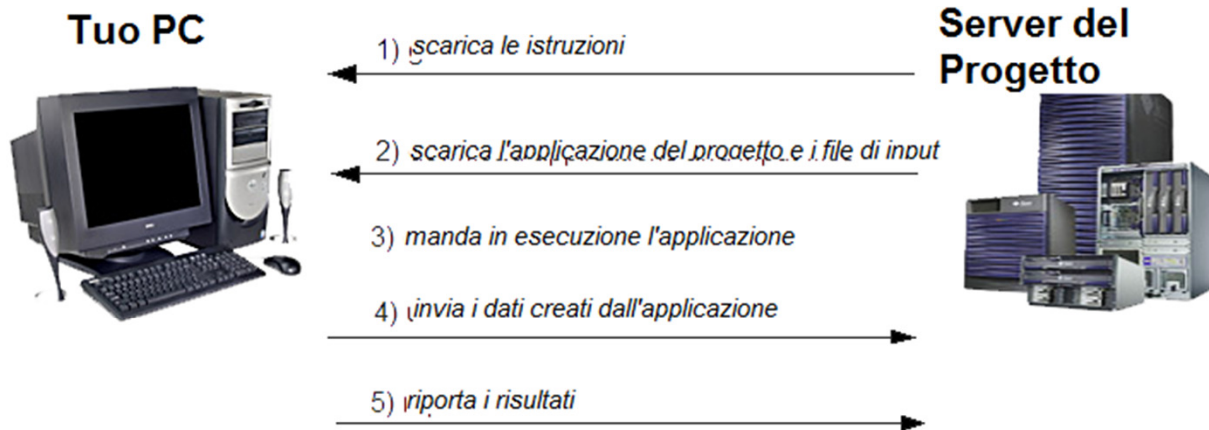 Tuo PC
Server del
Progetto
1) scarica le istruzioni
2) scarica l'applicazione del progetto e i file di input
3) manda in esecuzione l'applicazione
4) invia i dati creati dall'applicazione
5) riporta i risultati